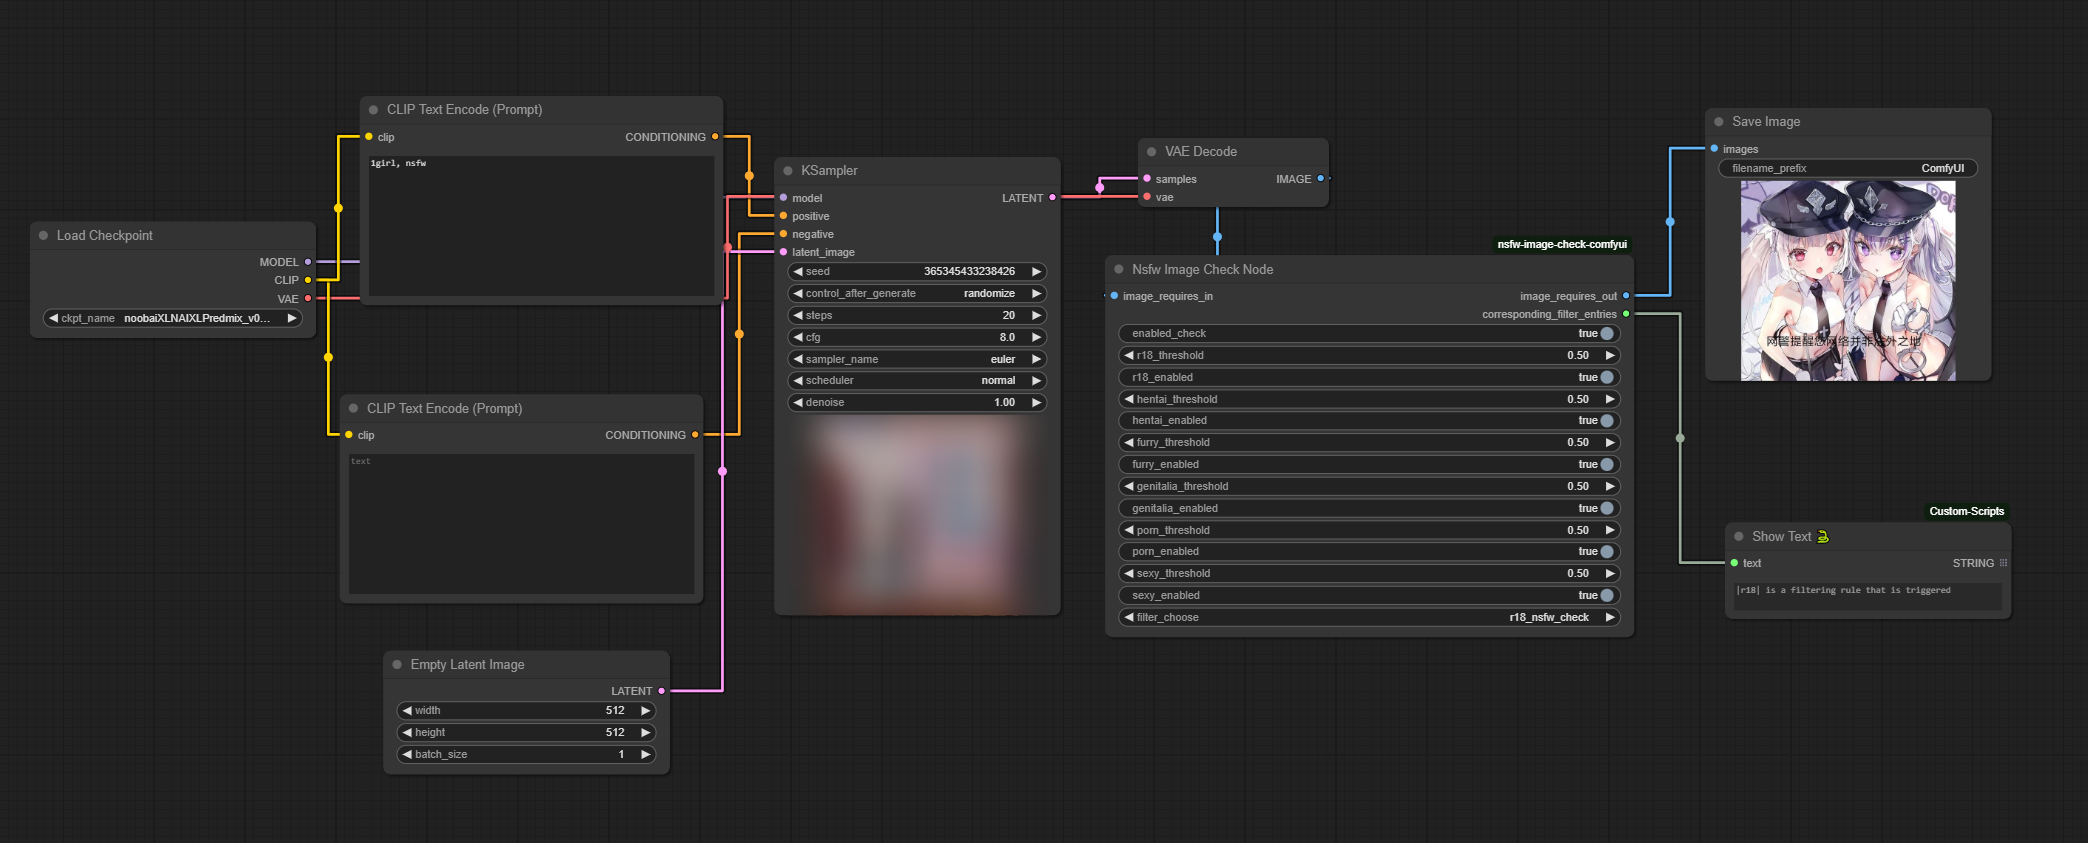 Load Checkpoint
MODEL
CLIP
VAE
ckpt_name noobaiXLNAIXLPredmix_v0...
CLIP Text Encode (Prompt)
clip CONDITIONING
1girl, nsfw
CLIP Text Encode (Prompt)
clip CONDITIONING
text
Empty Latent Image
LATENT
width 512
height 512
batch_size 1
KSampler
model LATENT
positive
negative
latent_image
seed 365345433238426
control_after_generate randomize
steps 20
cfg 8.0
sampler_name euler
scheduler normal
denoise 1.00
VAE Decode
samples IMAGE
vae
nsfw-image-check-comfyui
Nsfw Image Check Node
image_requires_in image_requires_out
corresponding_filter_entries
enabled_check true
r18_threshold 0.50
r18_enabled true
hentai_threshold 0.50
hentai_enabled true
furry_threshold 0.50
furry_enabled true
genitalia_threshold 0.50
genitalia_enabled true
porn_threshold 0.50
porn_enabled true
sexy_threshold 0.50
sexy_enabled true
filter_choose r18_nsfw_check
Save Image
images
filename_prefix ComfyUI
网警提醒您网络并非法外之地
Custom-Scripts
Show Text
text STRING
|r18| is a filtering rule that is triggered